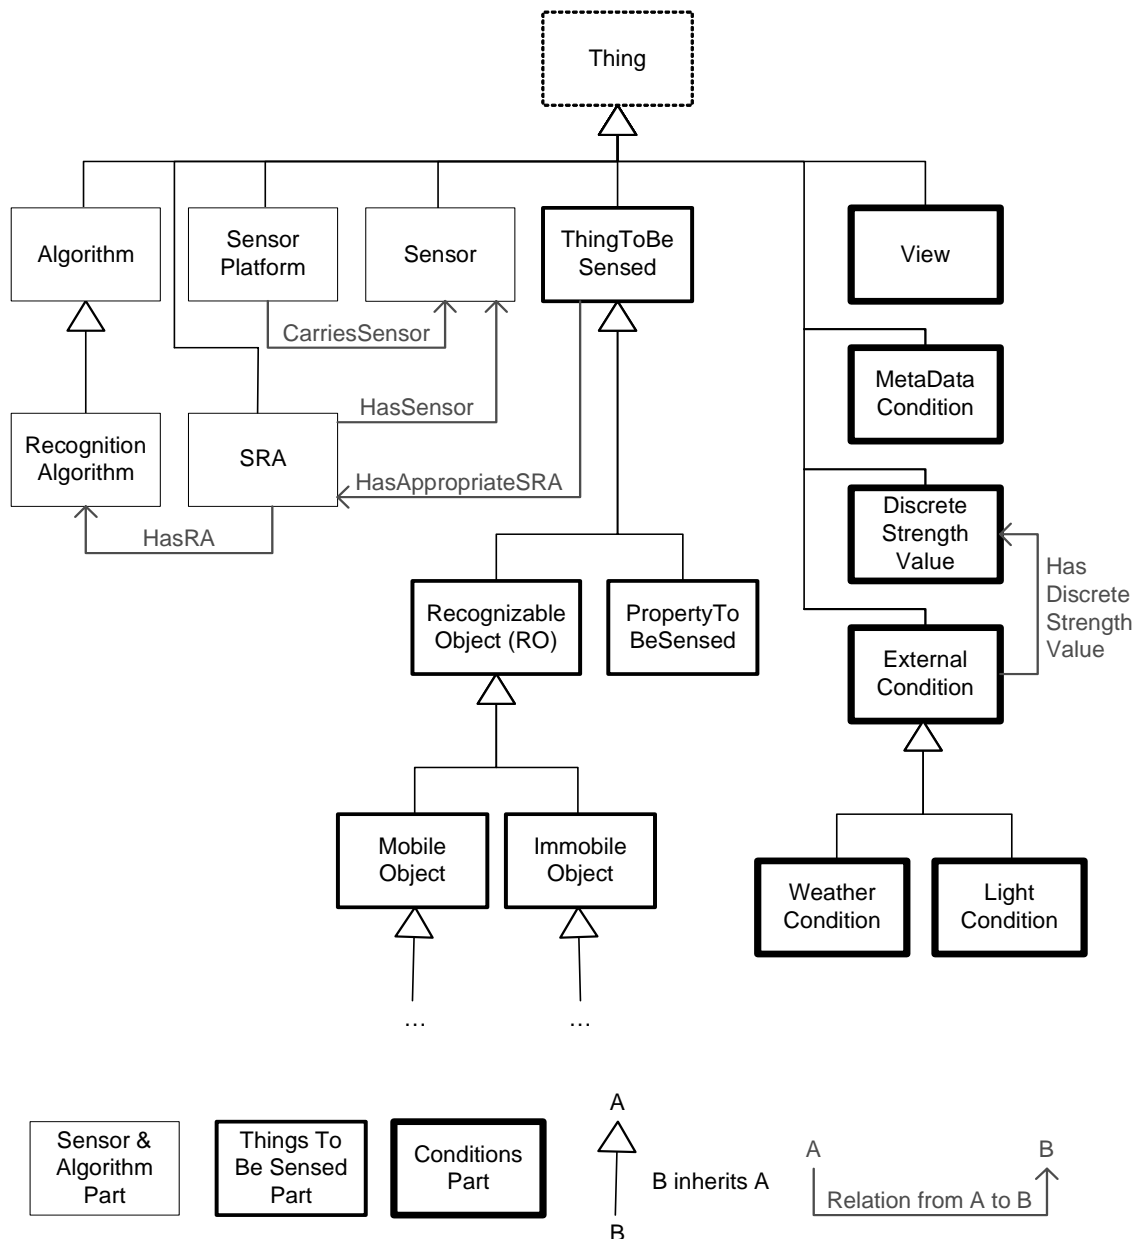 Thing
Algorithm
Sensor
Platform
Sensor
ThingToBe
Sensed
View
CarriesSensor
MetaData
Condition
HasSensor
Recognition
Algorithm
SRA
HasAppropriateSRA
HasRA
Discrete
Strength
Value
Has
Discrete
Strength
Value
Recognizable
Object (RO)
PropertyTo
BeSensed
External
Condition
Mobile
Object
Immobile
Object
Weather
Condition
Light
Condition
...
...
Sensor &
Algorithm
Part
Things To
Be Sensed
Part
Conditions
Part
A
B inherits A
B
A
B
Relation from A to B